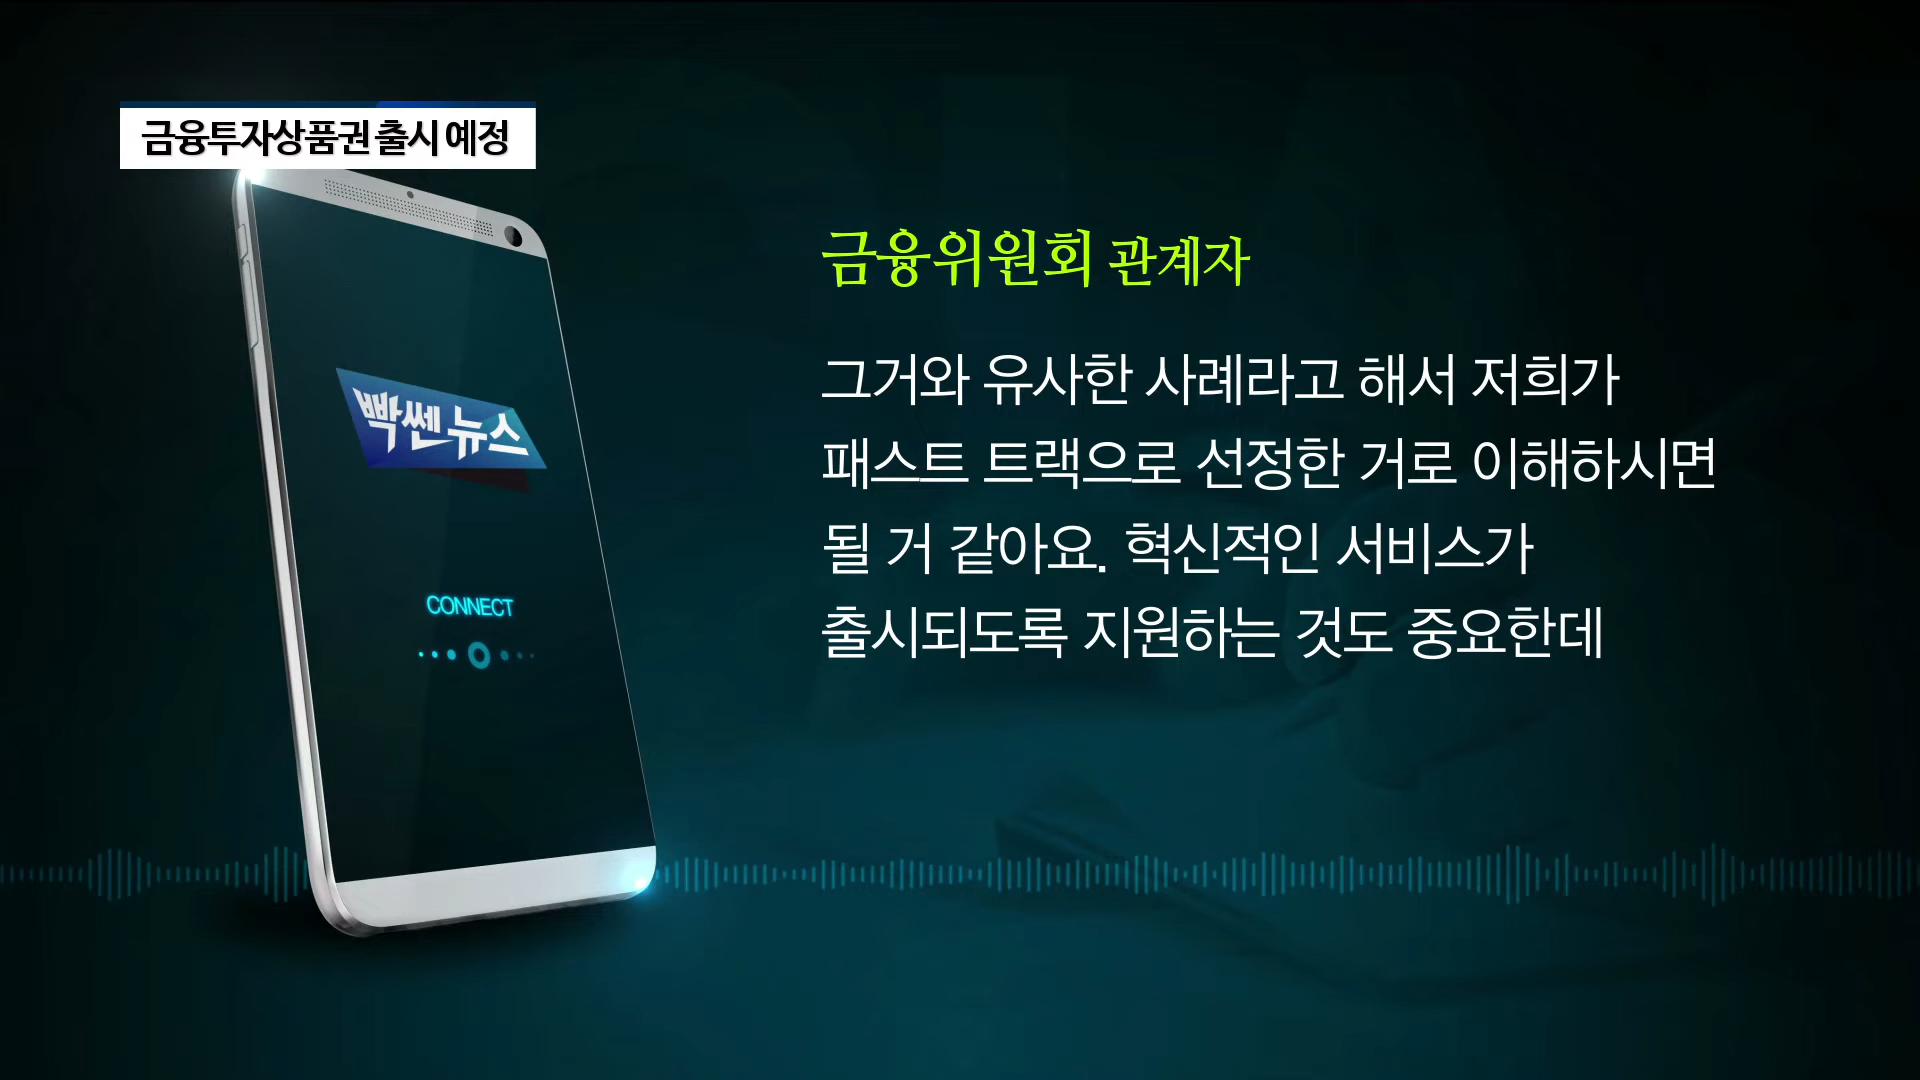 금융투자상품권 출시 예정
금융위원회 관계자
그거와 유사한 사례라고 해서 저희가
패스트 트랙으로 선정한 거로 이해하시면
될 거 같아요. 혁신적인 서비스가
출시되도록 지원하는 것도 중요한데
빡쎈뉴스
CONNECT